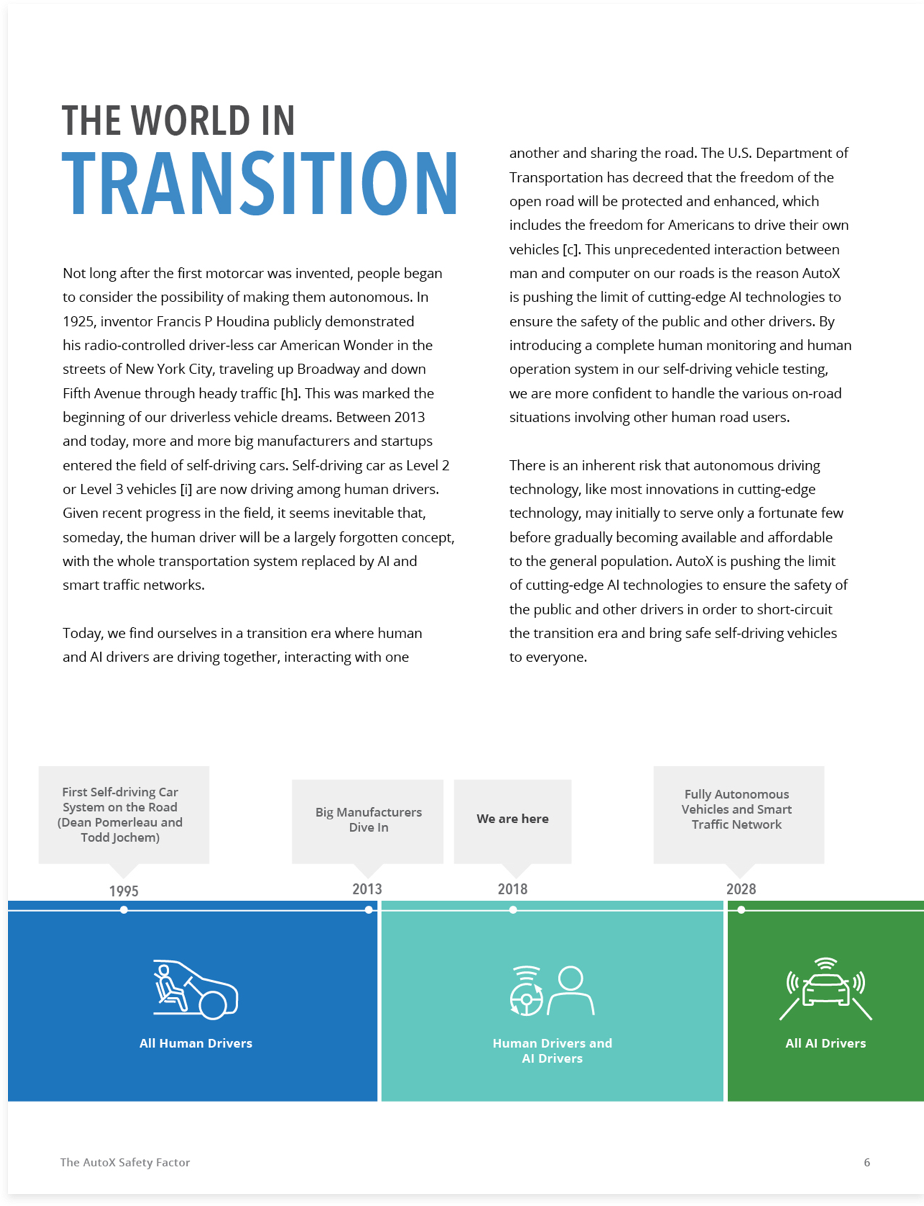 THE WORLD IN
TRANSITION
Not long after the first motorcar was invented, people began
to consider the possibility of making them autonomous. In
1925, inventor Francis P Houdina publicly demonstrated
his radio-controlled driver-less car American Wonder in the
streets of New York City, traveling up Broadway and down
Fifth Avenue through heady traffic [h]. This was marked the
beginning of our driverless vehicle dreams. Between 2013
and today, more and more big manufacturers and startups
entered the field of self-driving cars. Self-driving car as Level 2
or Level 3 vehicles [i] are now driving among human drivers.
Given recent progress in the field, it seems inevitable that,
someday, the human driver will be a largely forgotten concept,
with the whole transportation system replaced by AI and
smart traffic networks.
Today, we find ourselves in a transition era where human
and AI drivers are driving together, interacting with one
another and sharing the road. The U.S. Department of
Transportation has decreed that the freedom of the
open road will be protected and enhanced, which
includes the freedom for Americans to drive their own
vehicles [c]. This unprecedented interaction between
man and computer on our roads is the reason AutoX
is pushing the limit of cutting-edge AI technologies to
ensure the safety of the public and other drivers. By
introducing a complete human monitoring and human
operation system in our self-driving vehicle testing,
we are more confident to handle the various on-road
situations involving other human road users.
There is an inherent risk that autonomous driving
technology, like most innovations in cutting-edge
technology, may initially to serve only a fortunate few
before gradually becoming available and affordable
to the general population. AutoX is pushing the limit
of cutting-edge AI technologies to ensure the safety of
the public and other drivers in order to short-circuit
the transition era and bring safe self-driving vehicles
to everyone.
First Self-driving Car
System on the Road
(Dean Pomerleau and
Todd Jochem)
Big Manufacturers
Dive In
We are here
Fully Autonomous
Vehicles and Smart
Traffic Network
1995
2013
2018
2028
All Human Drivers
Human Drivers and
AI Drivers
All AI Drivers
The AutoX Safety Factor
6